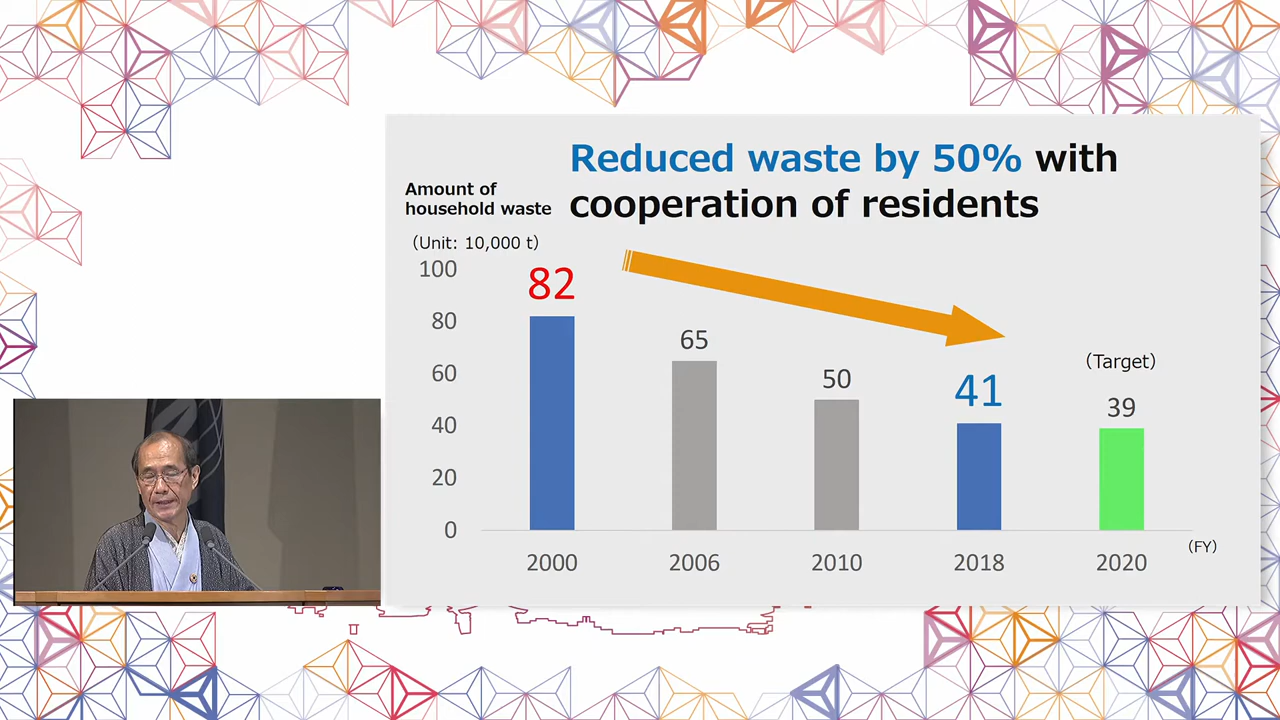 Reduced waste by 50% with
cooperation of residents
Amount of
household waste
（Unit: 10,000 t）
100
80
60
40
20
0
82
65
50
41
（Target）
39
2000 2006 2010 2018 2020
（FY）